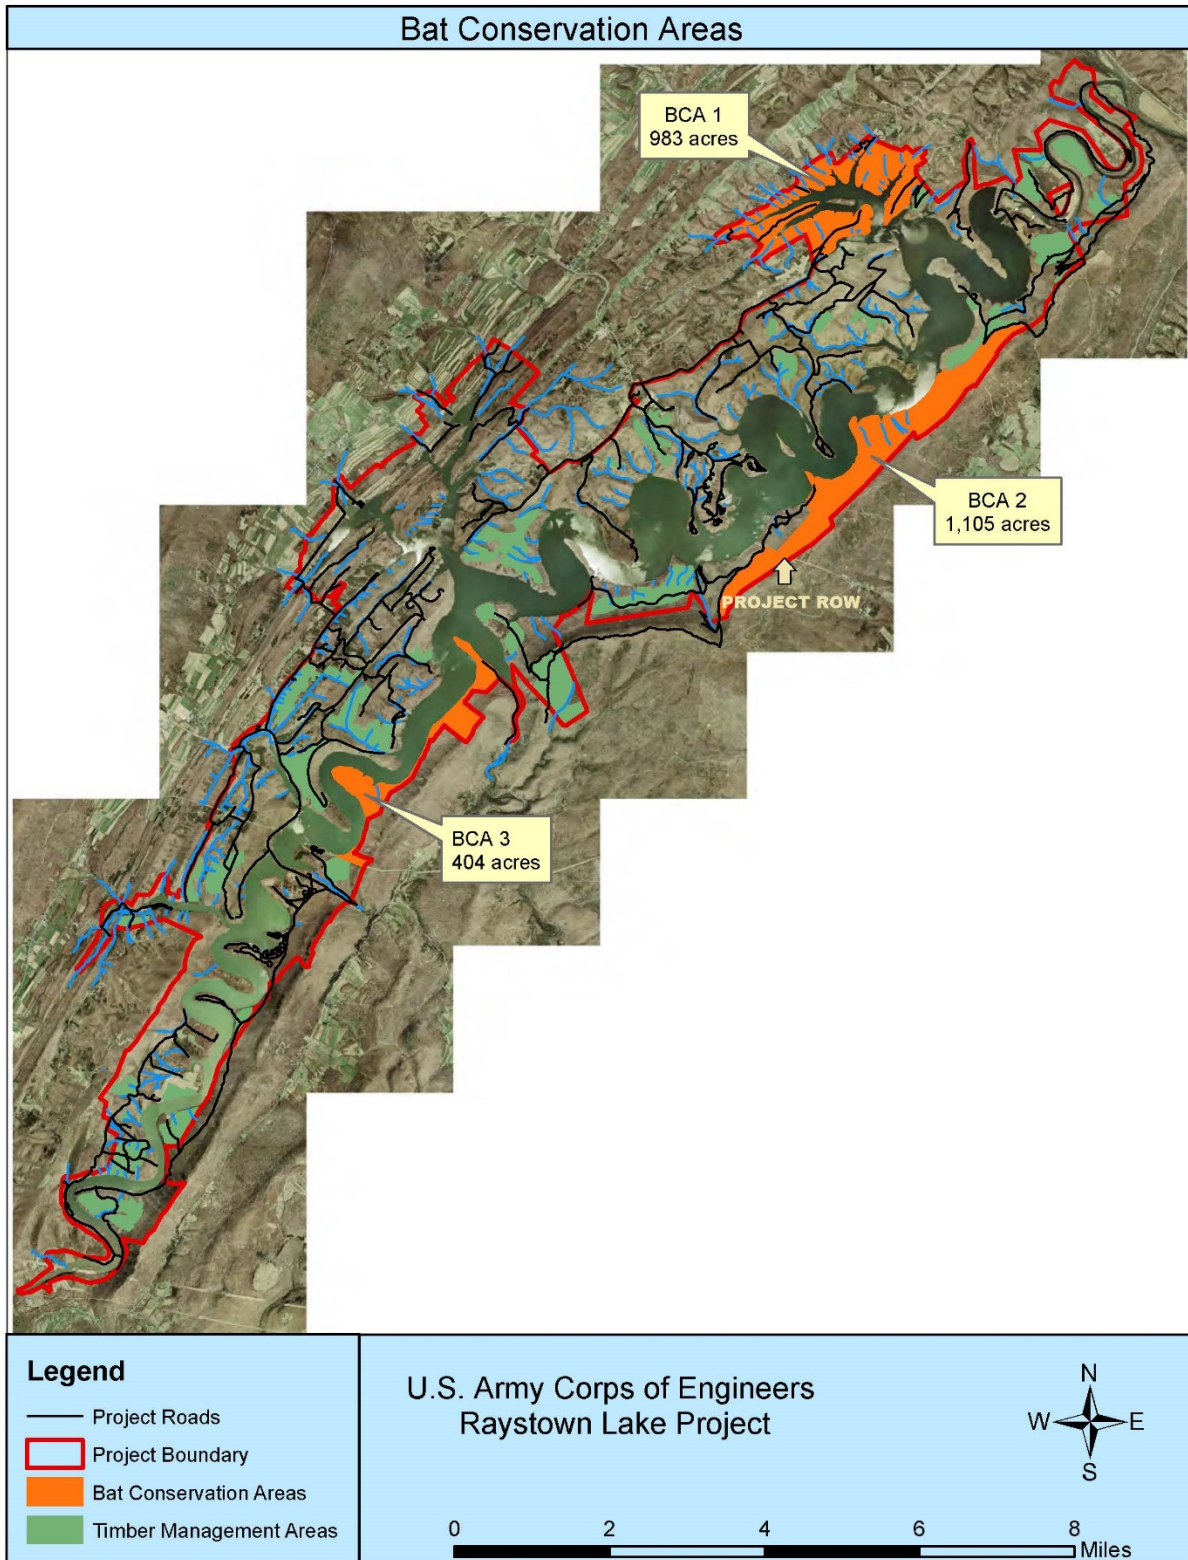 Bat Conservation Areas
BCA 1
983 acres
BCA 2
1,105 acres
PROJECT ROW
BCA 3
404 acres
Legend
Project Roads
Project Boundary
Bat Conservation Areas
Timber Management Areas
U.S. Army Corps of Engineers
Raystown Lake Project
N
W E
S
0 2 4 6 8
Miles